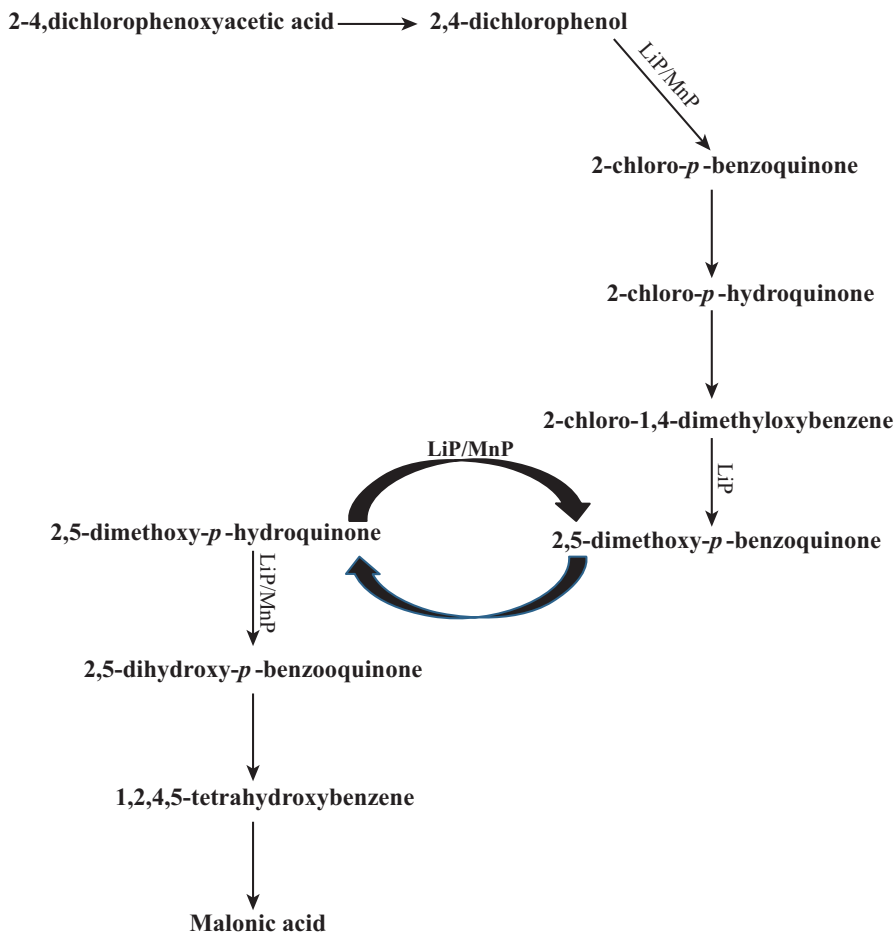 2-4,dichlorophenoxyacetic acid
2,4-dichlorophenol
LiP/MnP
2-chloro-p-benzoquinone
2-chloro-p-hydroquinone
2-chloro-1,4-dimethyloxybenzene
LiP
LiP/MnP
2,5-dimethoxy-p-hydroquinone
2,5-dimethoxy-p-benzoquinone
LiP/MnP
2,5-dihydroxy-p-benzooquinone
1,2,4,5-tetrahydroxybenzene
Malonic acid